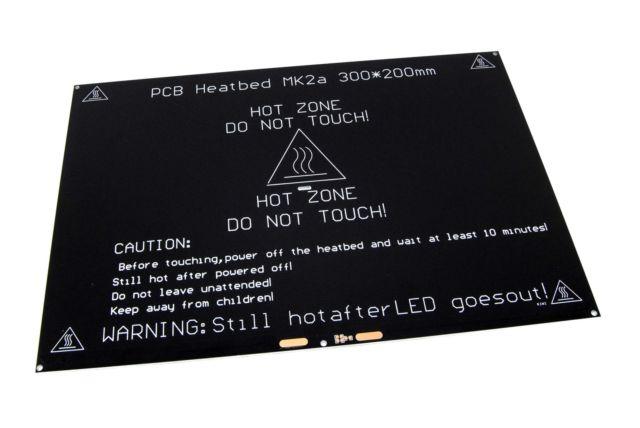 PCB Heatbed MK2a 300*200mm
HOT ZONE
DO NOT TOUCH!
HOT ZONE
DO NOT TOUCH!
CAUTION:
Before touching,power off the heatbed and wait at least 10 minutes!
Still hot after powered off!
Do not leave unattended!
Keep away from children!
WARNING:Still hotafterLED goesout!